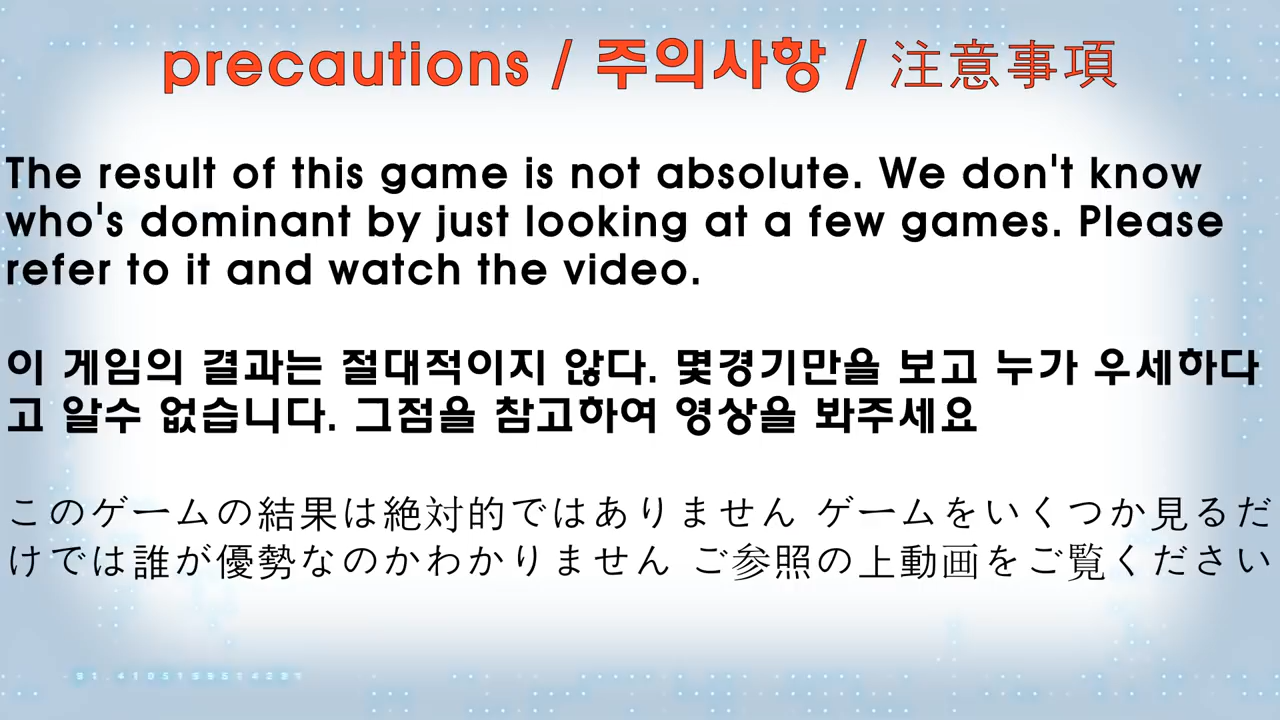 precautions / 주의사항 / 注意事項
The result of this game is not absolute. We don't know
who's dominant by just looking at a few games. Please
refer to it and watch the video.
이 게임의 결과는 절대적이지 않다. 몇경기만을 보고 누가 우세하다
고 알수 없습니다. 그점을 참고하여 영상을 봐주세요
このゲームの結果は絶対的ではありません ゲームをいくつか見るだ
けでは誰が優勢なのかわかりません ご参照の上動画をご覧ください